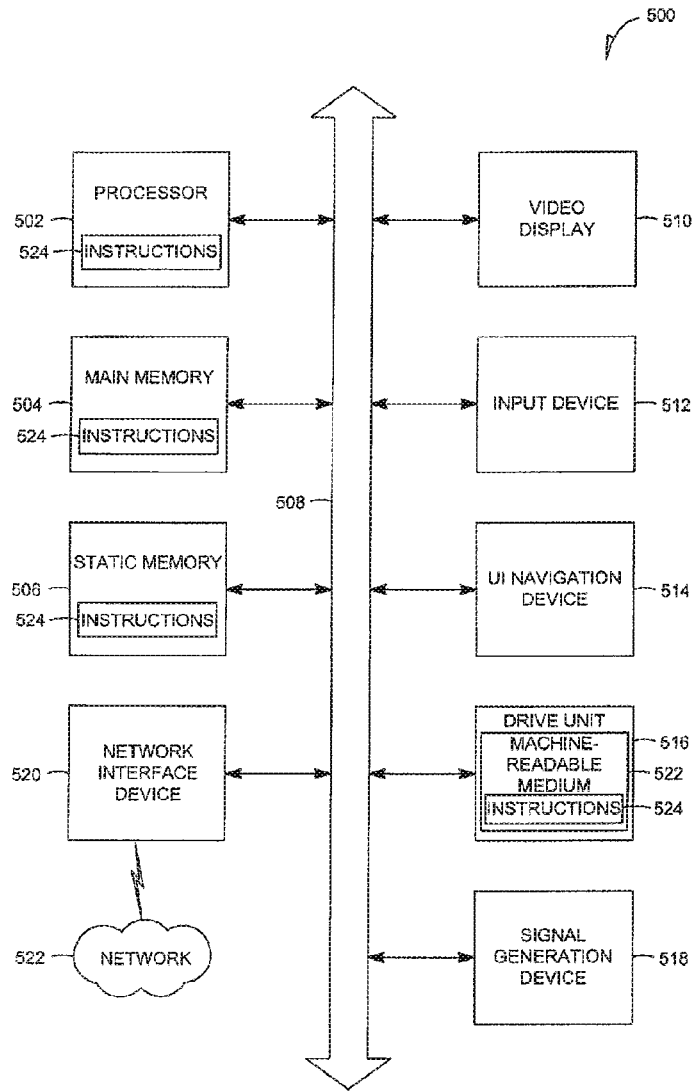 500
PROCESSOR
502
524
INSTRUCTIONS
VIDEO
DISPLAY
510
MAIN MEMORY
504
524
INSTRUCTIONS
INPUT DEVICE
512
508
STATIC MEMORY
506
524
INSTRUCTIONS
UI NAVIGATION
DEVICE
514
NETWORK
INTERFACE
DEVICE
520
DRIVE UNIT
516
MACHINE-
READABLE
MEDIUM
522
INSTRUCTIONS
524
522
NETWORK
SIGNAL
GENERATION
DEVICE
518